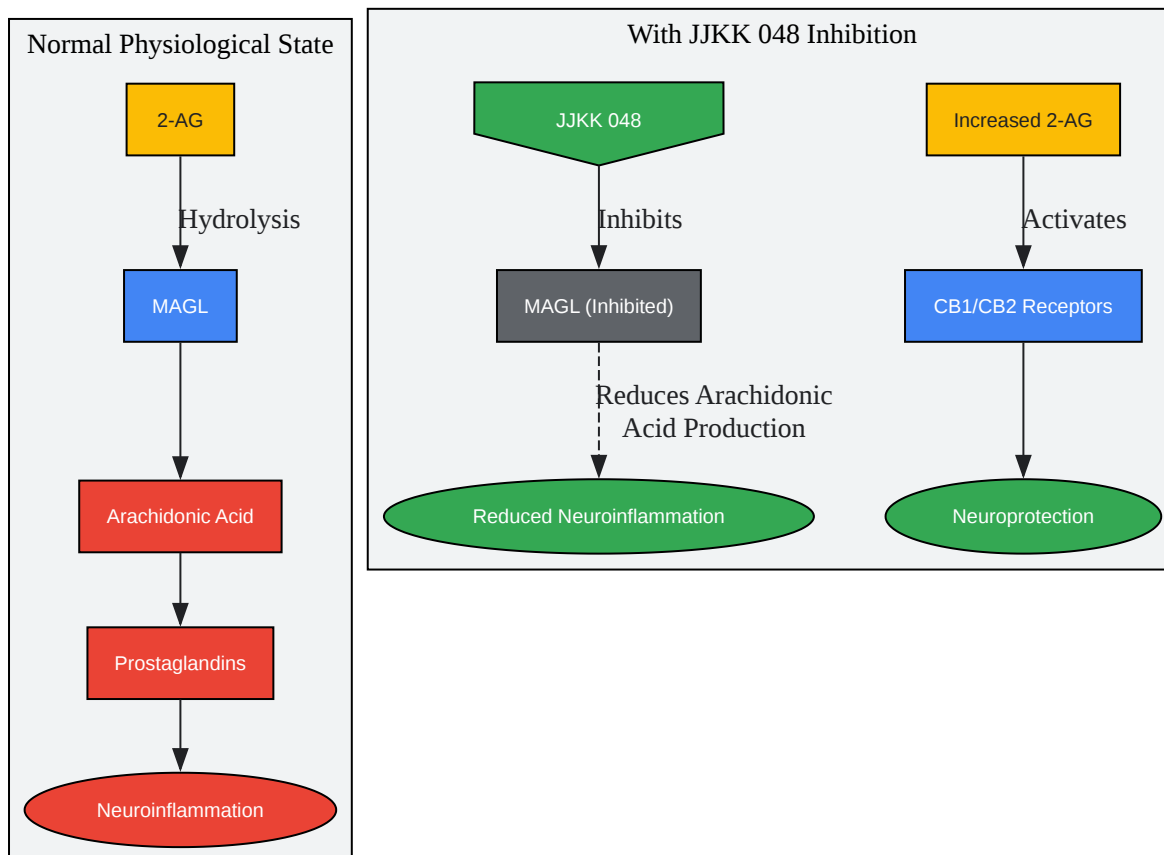 Normal Physiological State
2-AG
Hydrolysis
MAGL
Arachidonic Acid
Prostaglandins
Neuroinflammation
With JJKK 048 Inhibition
JJKK 048
Inhibits
MAGL (Inhibited)
Reduces Arachidonic
Acid Production
Reduced Neuroinflammation
Increased 2-AG
Activates
CB1/CB2 Receptors
Neuroprotection